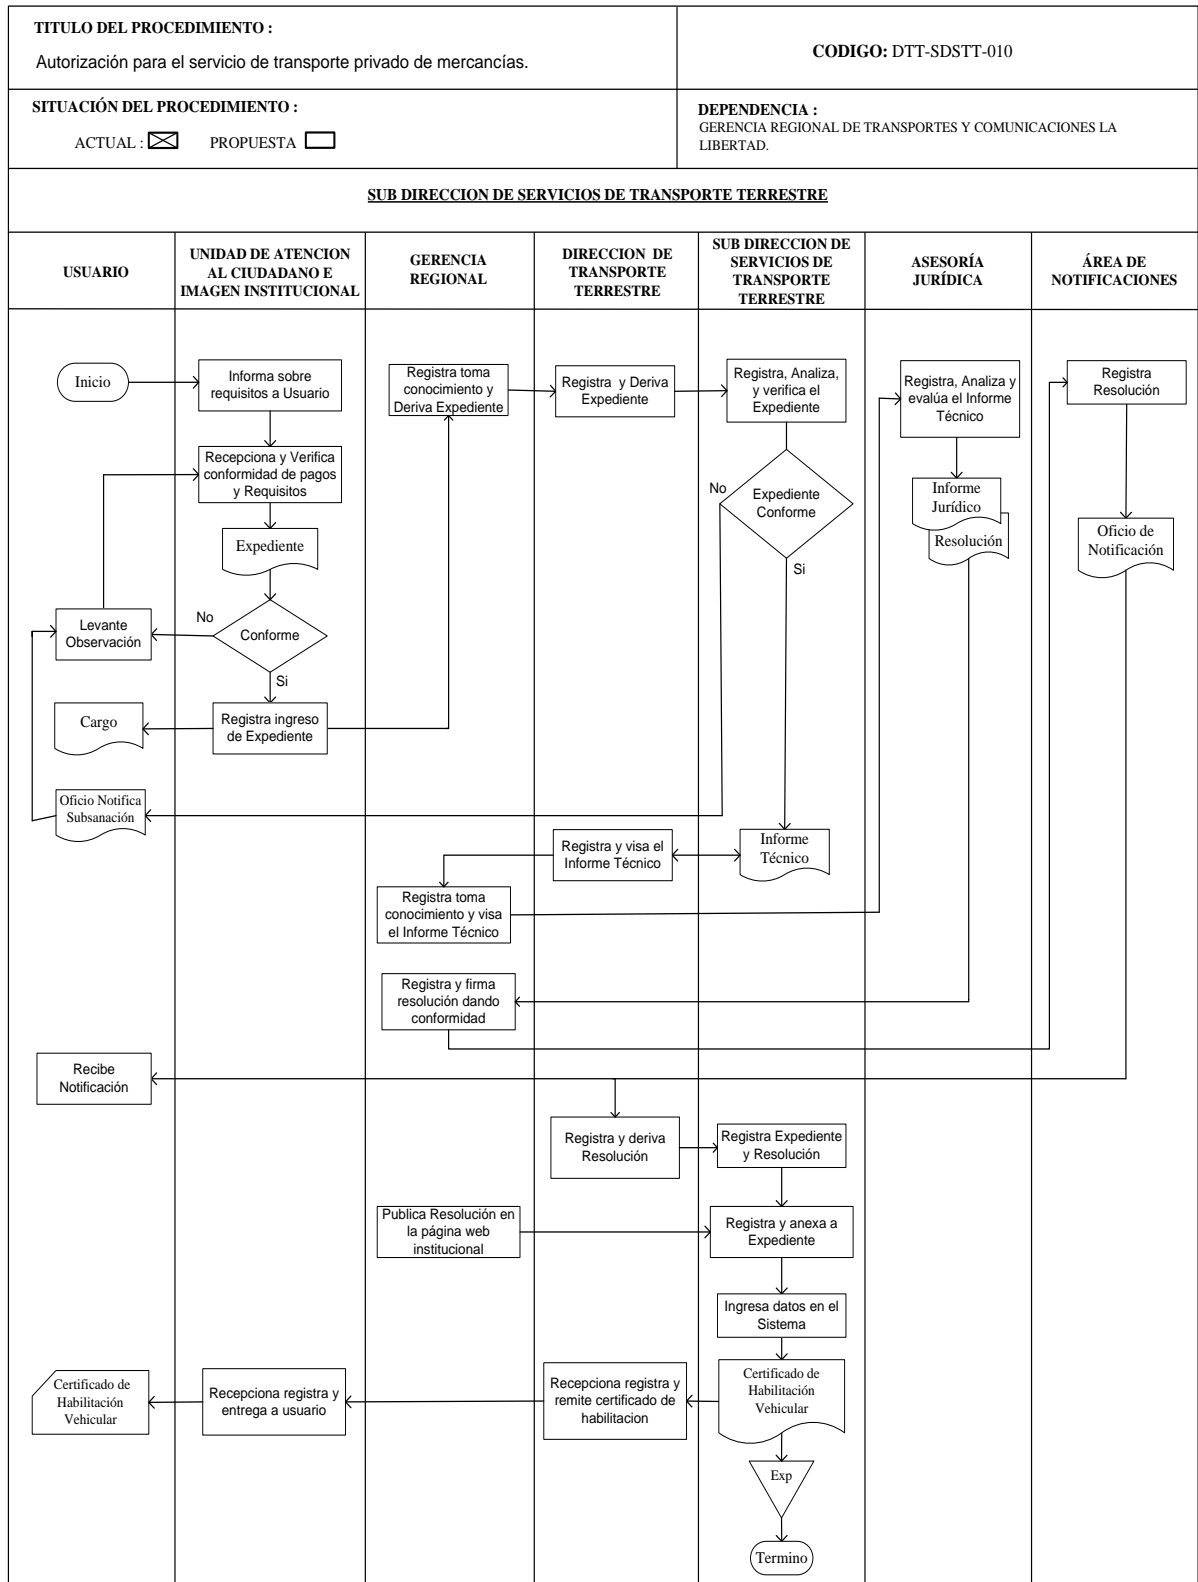 TITULO DEL PROCEDIMIENTO :
Autorización para el servicio de transporte privado de mercancías.
CODIGO: DTT-SDSTT-010
SITUACIÓN DEL PROCEDIMIENTO :
ACTUAL :
PROPUESTA
DEPENDENCIA :
GERENCIA REGIONAL DE TRANSPORTES Y COMUNICACIONES LA
LIBERTAD.
SUB DIRECCION DE SERVICIOS DE TRANSPORTE TERRESTRE
USUARIO
UNIDAD DE ATENCION
AL CIUDADANO E
IMAGEN INSTITUCIONAL
GERENCIA
REGIONAL
DIRECCION DE
TRANSPORTE
TERRESTRE
SUB DIRECCION DE
SERVICIOS DE
TRANSPORTE
TERRESTRE
ASESORÍA
JURÍDICA
ÁREA DE
NOTIFICACIONES
Inicio
Informa sobre
requisitos a Usuario
Registra toma
conocimiento y
Deriva Expediente
Registra y Deriva
Expediente
Registra, Analiza,
y verifica el
Expediente
Registra, Analiza y
evalúa el Informe
Técnico
Registra
Resolución
Recepciona y Verifica
conformidad de pagos
y Requisitos
No
Expediente
Conforme
Si
Informe
Jurídico
Resolución
Oficio de
Notificación
Expediente
Levante
Observación
No
Conforme
Si
Cargo
Registra ingreso
de Expediente
Oficio Notifica
Subsanación
Registra y visa el
Informe Técnico
Informe
Técnico
Registra toma
conocimiento y visa
el Informe Técnico
Registra y firma
resolución dando
conformidad
Recibe
Notificación
Registra y deriva
Resolución
Registra Expediente
y Resolución
Publica Resolución en
la página web
institucional
Registra y anexa a
Expediente
Ingresa datos en el
Sistema
Certificado de
Habilitación
Vehicular
Recepciona registra y
entrega a usuario
Recepciona registra y
remite certificado de
habilitacion
Certificado de
Habilitación
Vehicular
Exp
Termino